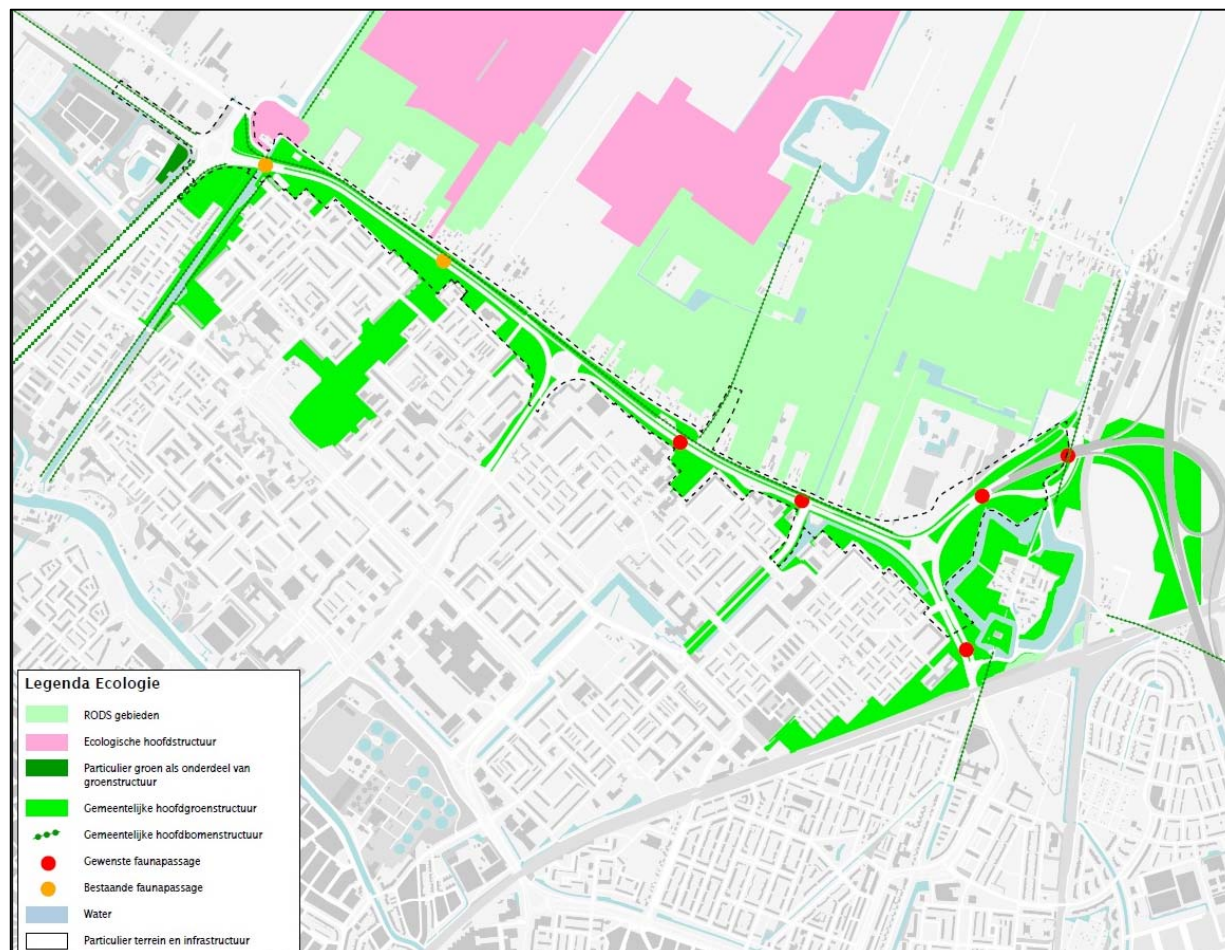 Legenda Ecologie
RODS gebieden
Ecologische hoofdstructuur
Particulier groen als onderdeel van
groenstructuur
Gemeentelijke hoofdgroenstructuur
Gemeentelijke hoofdbomenstructuur
Gewenste faunapassage
Bestaande faunapassage
Water
Particulier terrein en infrastructuur